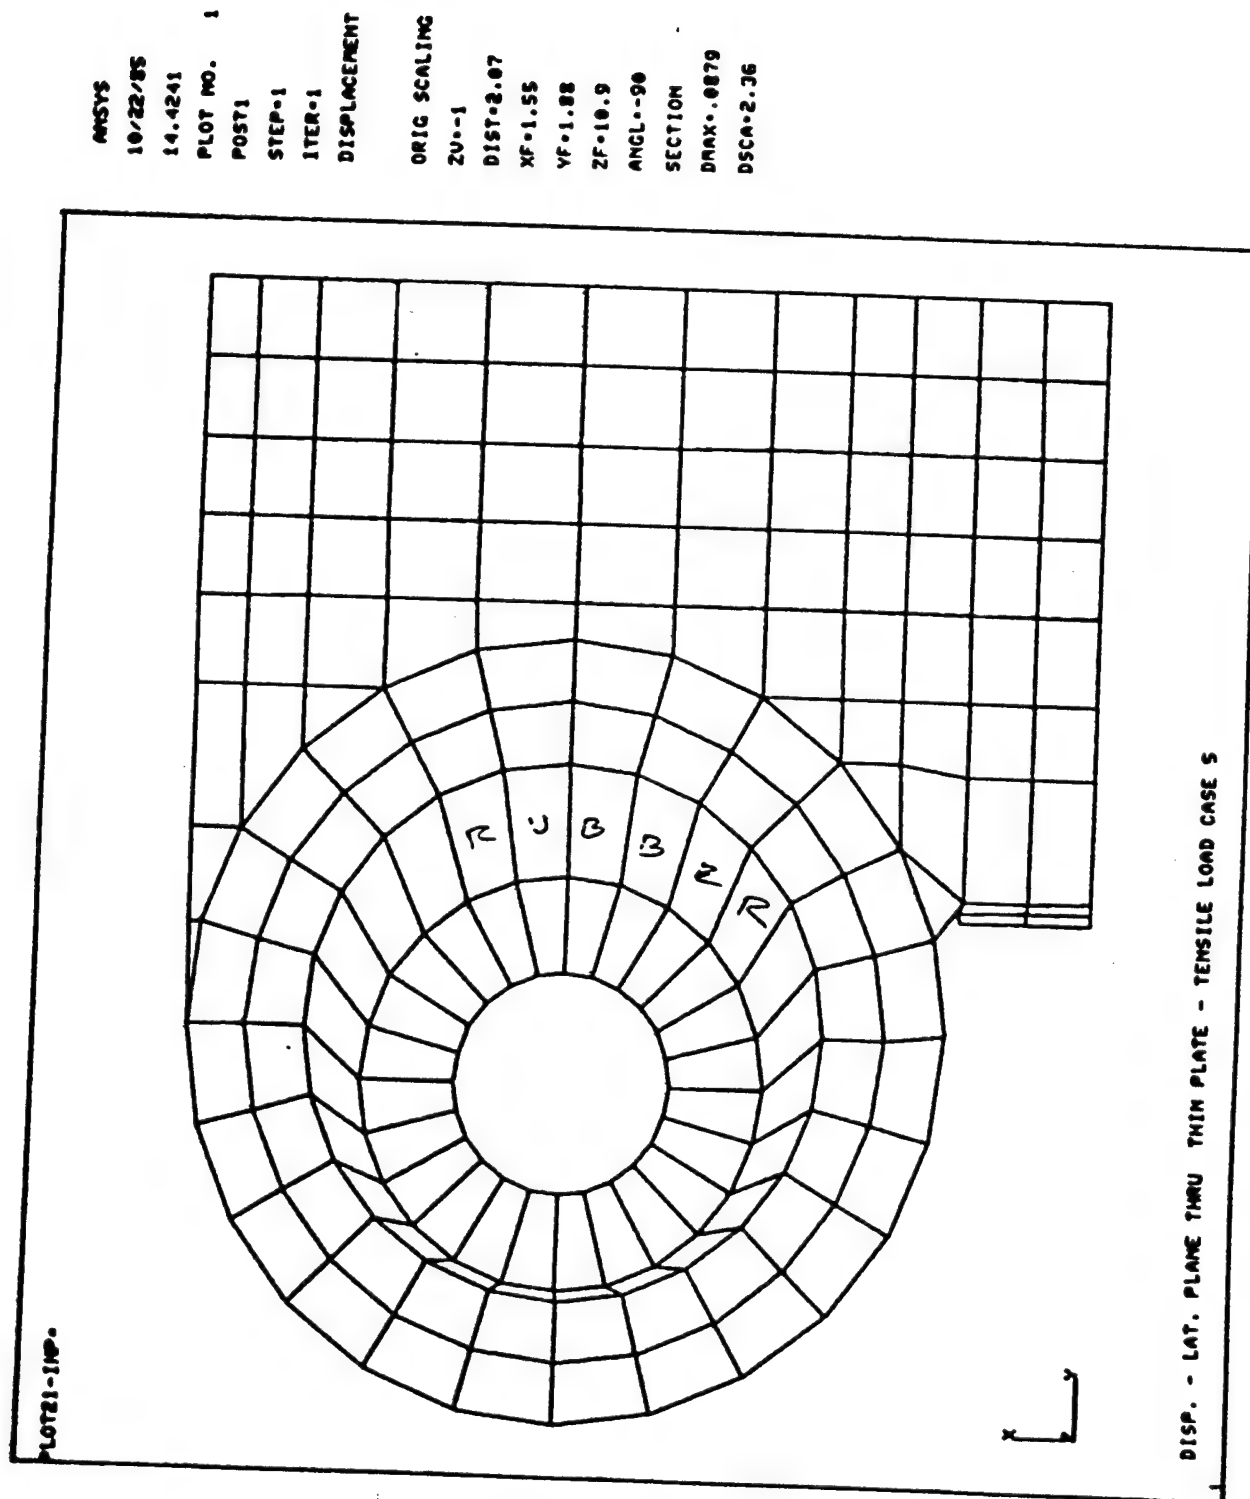 ANSYS
10/22/85
14.4241
PLOT NO. 1
POST1
STEP=1
ITER=1
DISPLACEMENT
ORIG SCALING
ZV=-1
DIST=2.07
XF=1.55
YF=1.88
ZF=10.9
ANGL=-90
SECTION
DMAX=.0879
DSCA=2.36
PLOT21-INP=
R U B B N R
X
Y
DISP. - LAT. PLANE THRU THIN PLATE - TENSILE LOAD CASE 5